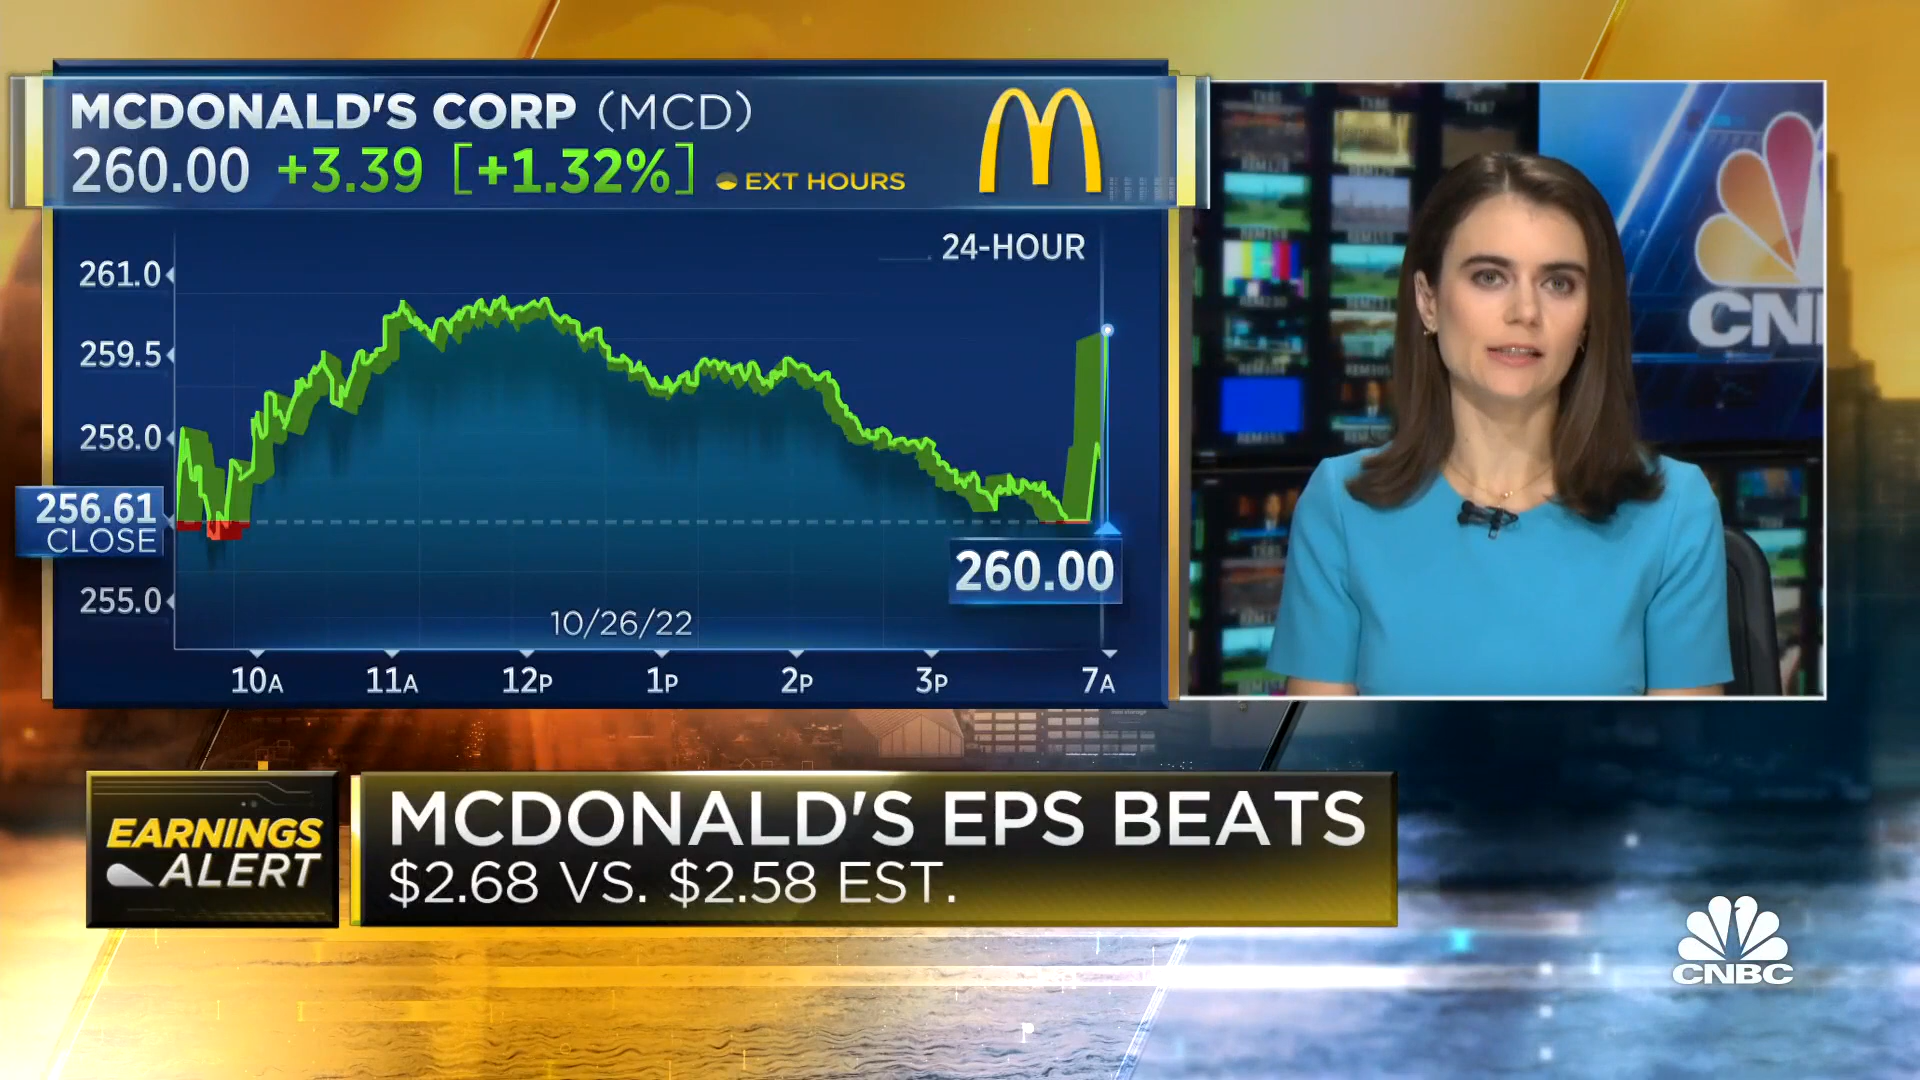 MCDONALD'S CORP (MCD)
260.00 +3.39 [+1.32%] EXT HOURS
24-HOUR
261.0
259.5
258.0
256.61
CLOSE
255.0
260.00
10/26/22
10A 11A 12P 1P 2P 3P 7A
CN
EARNINGS
ALERT
MCDONALD'S EPS BEATS
$2.68 VS. $2.58 EST.
CNBC